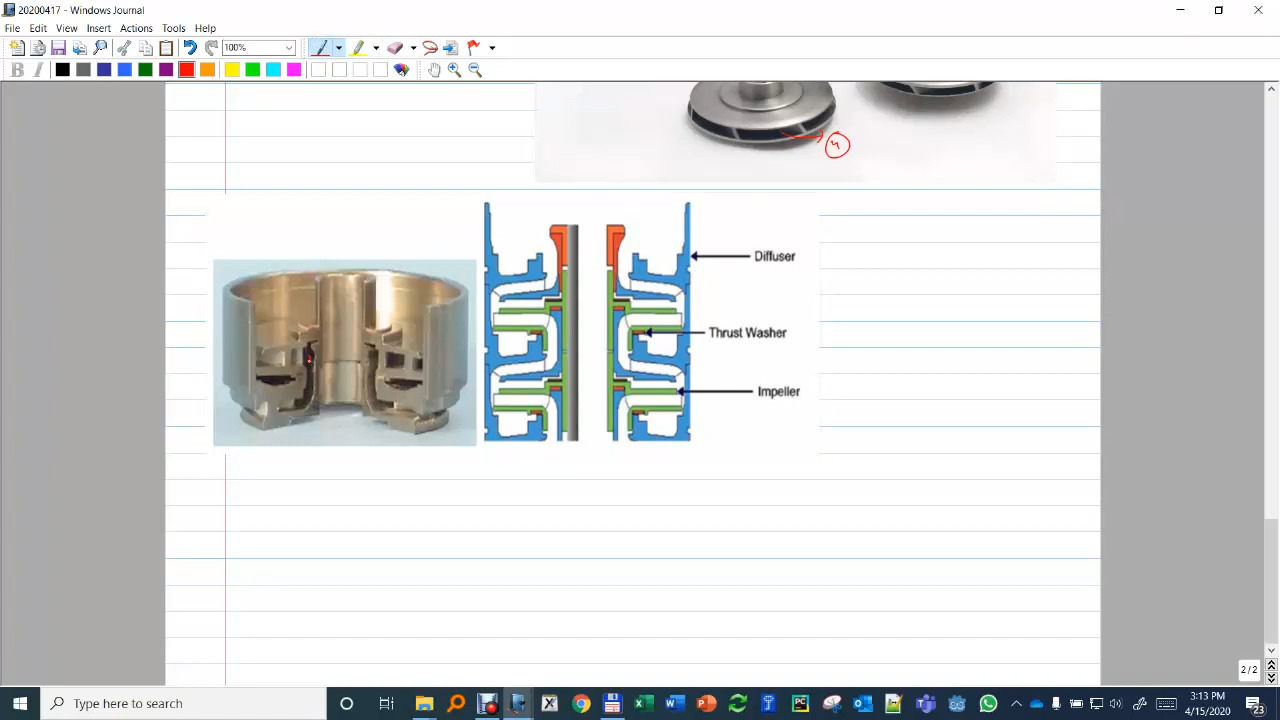 20200417 - Windows Journal
File Edit View Insert Actions Tools Help
100%
B I
Diffuser
Thrust Washer
Impeller
2 / 2
Type here to search
3:13 PM
4/15/2020
23